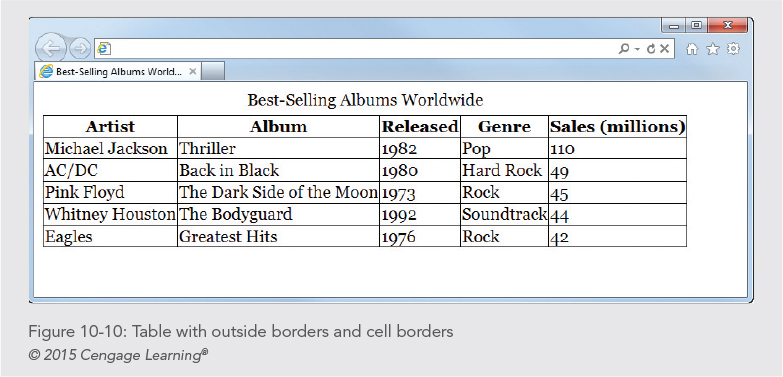 Best-Selling Albums World...
Best-Selling Albums Worldwide
Artist Album Released Genre Sales (millions)
Michael Jackson Thriller 1982 Pop 110
AC/DC Back in Black 1980 Hard Rock 49
Pink Floyd The Dark Side of the Moon 1973 Rock 45
Whitney Houston The Bodyguard 1992 Soundtrack 44
Eagles Greatest Hits 1976 Rock 42
Figure 10-10: Table with outside borders and cell borders
© 2015 Cengage Learning®